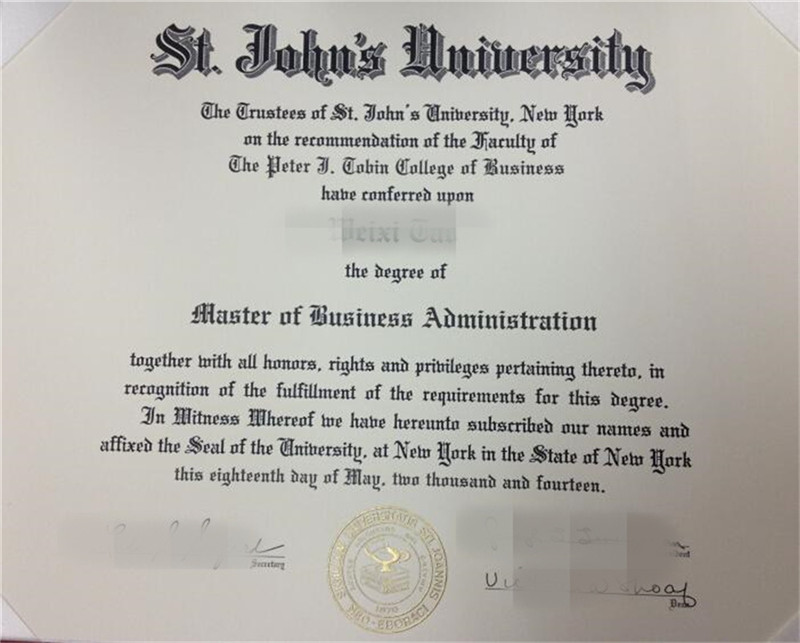 St. John's University
The Trustees of St. John's University, New York
on the recommendation of the Faculty of
The Peter J. Tobin College of Business
have conferred upon
Weixi
the degree of
Master of Business Administration
together with all honors, rights and privileges pertaining thereto, in
recognition of the fulfillment of the requirements for this degree.
In Witness Whereof we have hereunto subscribed our names and
affixed the Seal of the University, at New York in the State of New York
this eighteenth day of May, two thousand and fourteen.
Secretary
Dean
1870
NEO-EBORACI